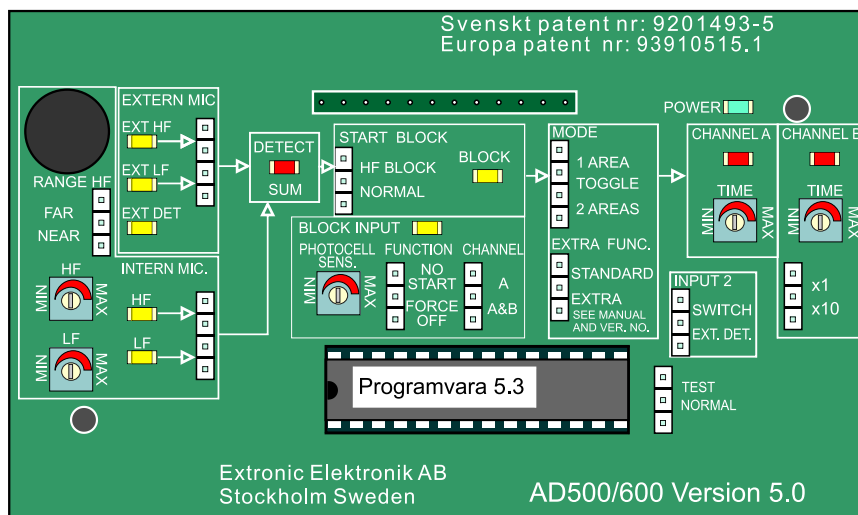 Svenskt patent nr: 9201493-5
Europa patent nr: 93910515.1
POWER
EXTERN MIC
EXT HF
EXT LF
EXT DET
RANGE HF
FAR
NEAR
INTERN MIC.
HF
MIN
MAX
HF
LF
MIN
MAX
LF
DETECT
SUM
START BLOCK
HF BLOCK
NORMAL
BLOCK
BLOCK INPUT
PHOTOCELL
SENS.
MIN
MAX
FUNCTION
NO
START
FORCE
OFF
CHANNEL
A
A&B
MODE
1 AREA
TOGGLE
2 AREAS
EXTRA FUNC.
STANDARD
EXTRA
SEE MANUAL
AND VER. NO.
CHANNEL A
TIME
MIN
MAX
CHANNEL B
TIME
MIN
MAX
x1
x10
INPUT 2
SWITCH
EXT. DET.
TEST
NORMAL
Programvara 5.3
Extronic Elektronik AB
Stockholm Sweden
AD500/600 Version 5.0